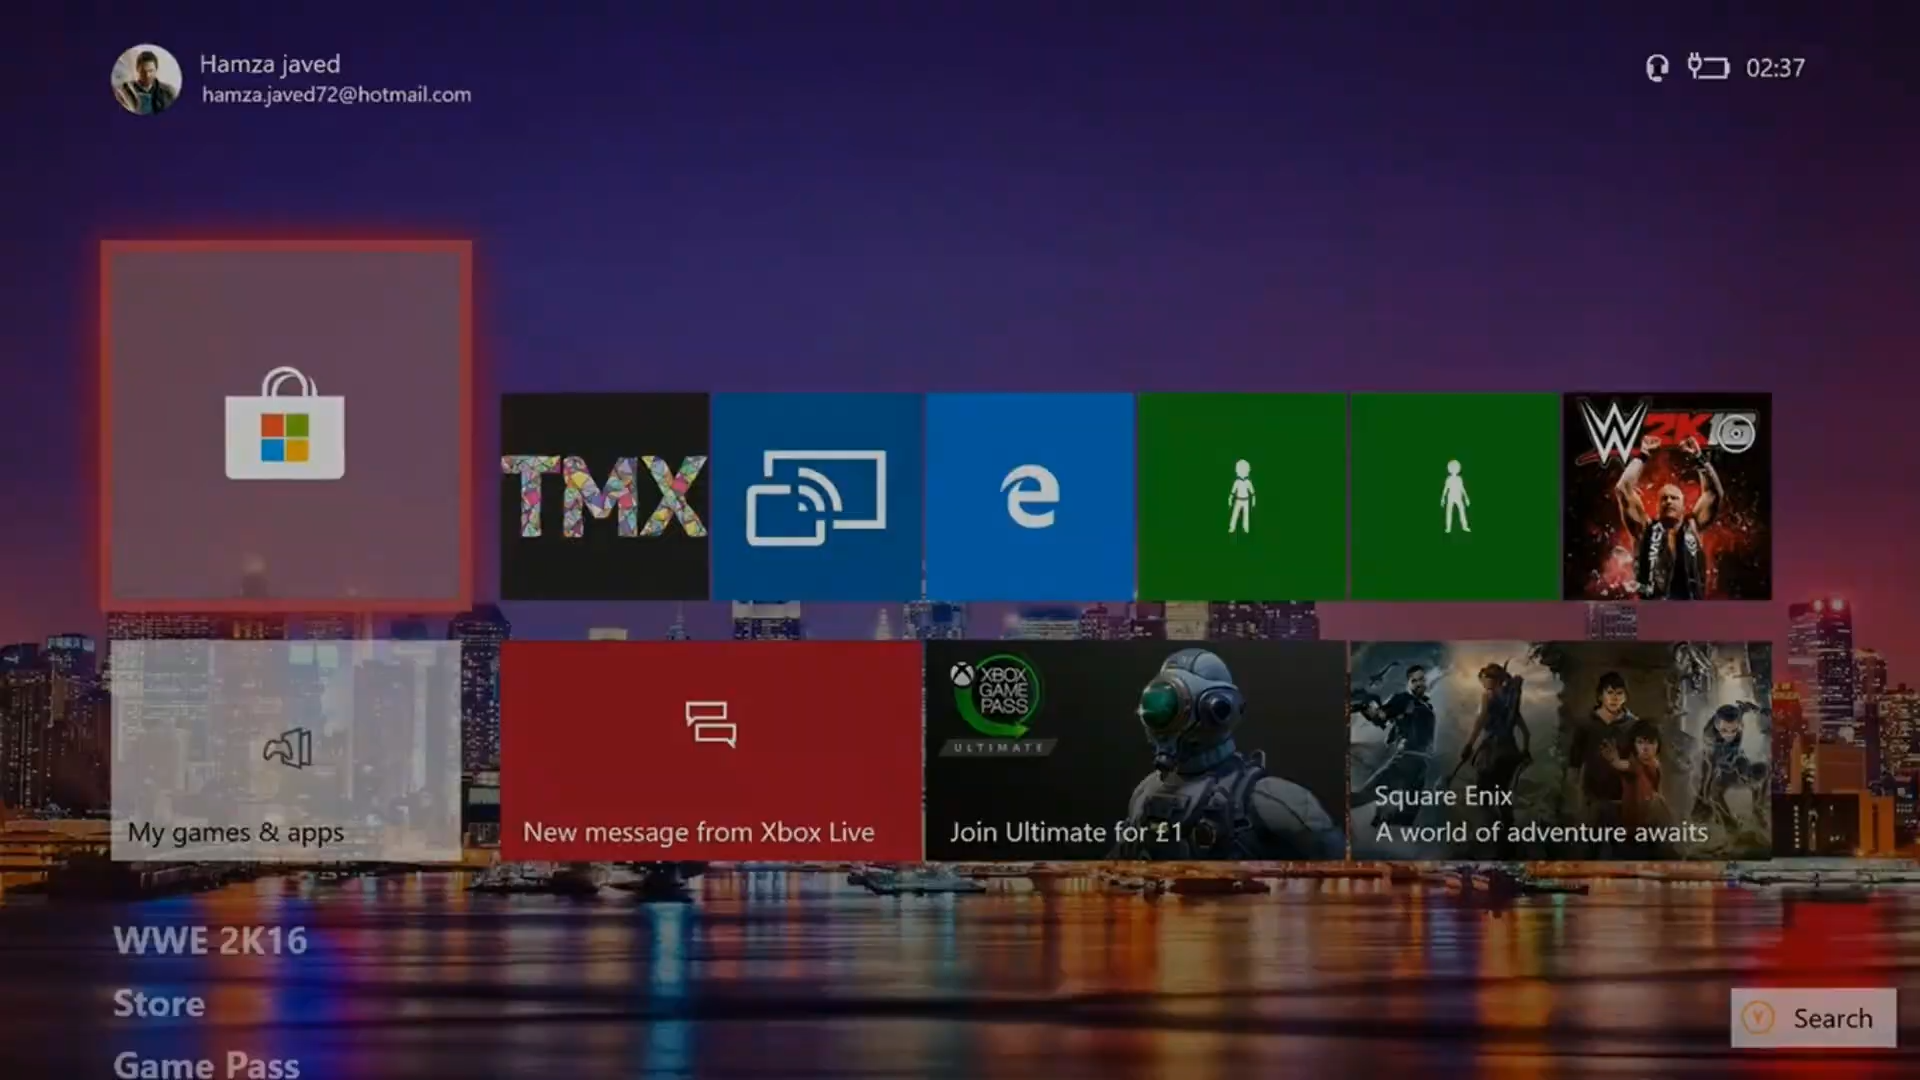 Hamza javed
hamza.javed72@hotmail.com
02:37
TMX
W 2K16
XBOX
GAME
PASS
ULTIMATE
My games & apps
New message from Xbox Live
Join Ultimate for £1
Square Enix
A world of adventure awaits
WWE 2K16
Store
Game Pass
Y Search